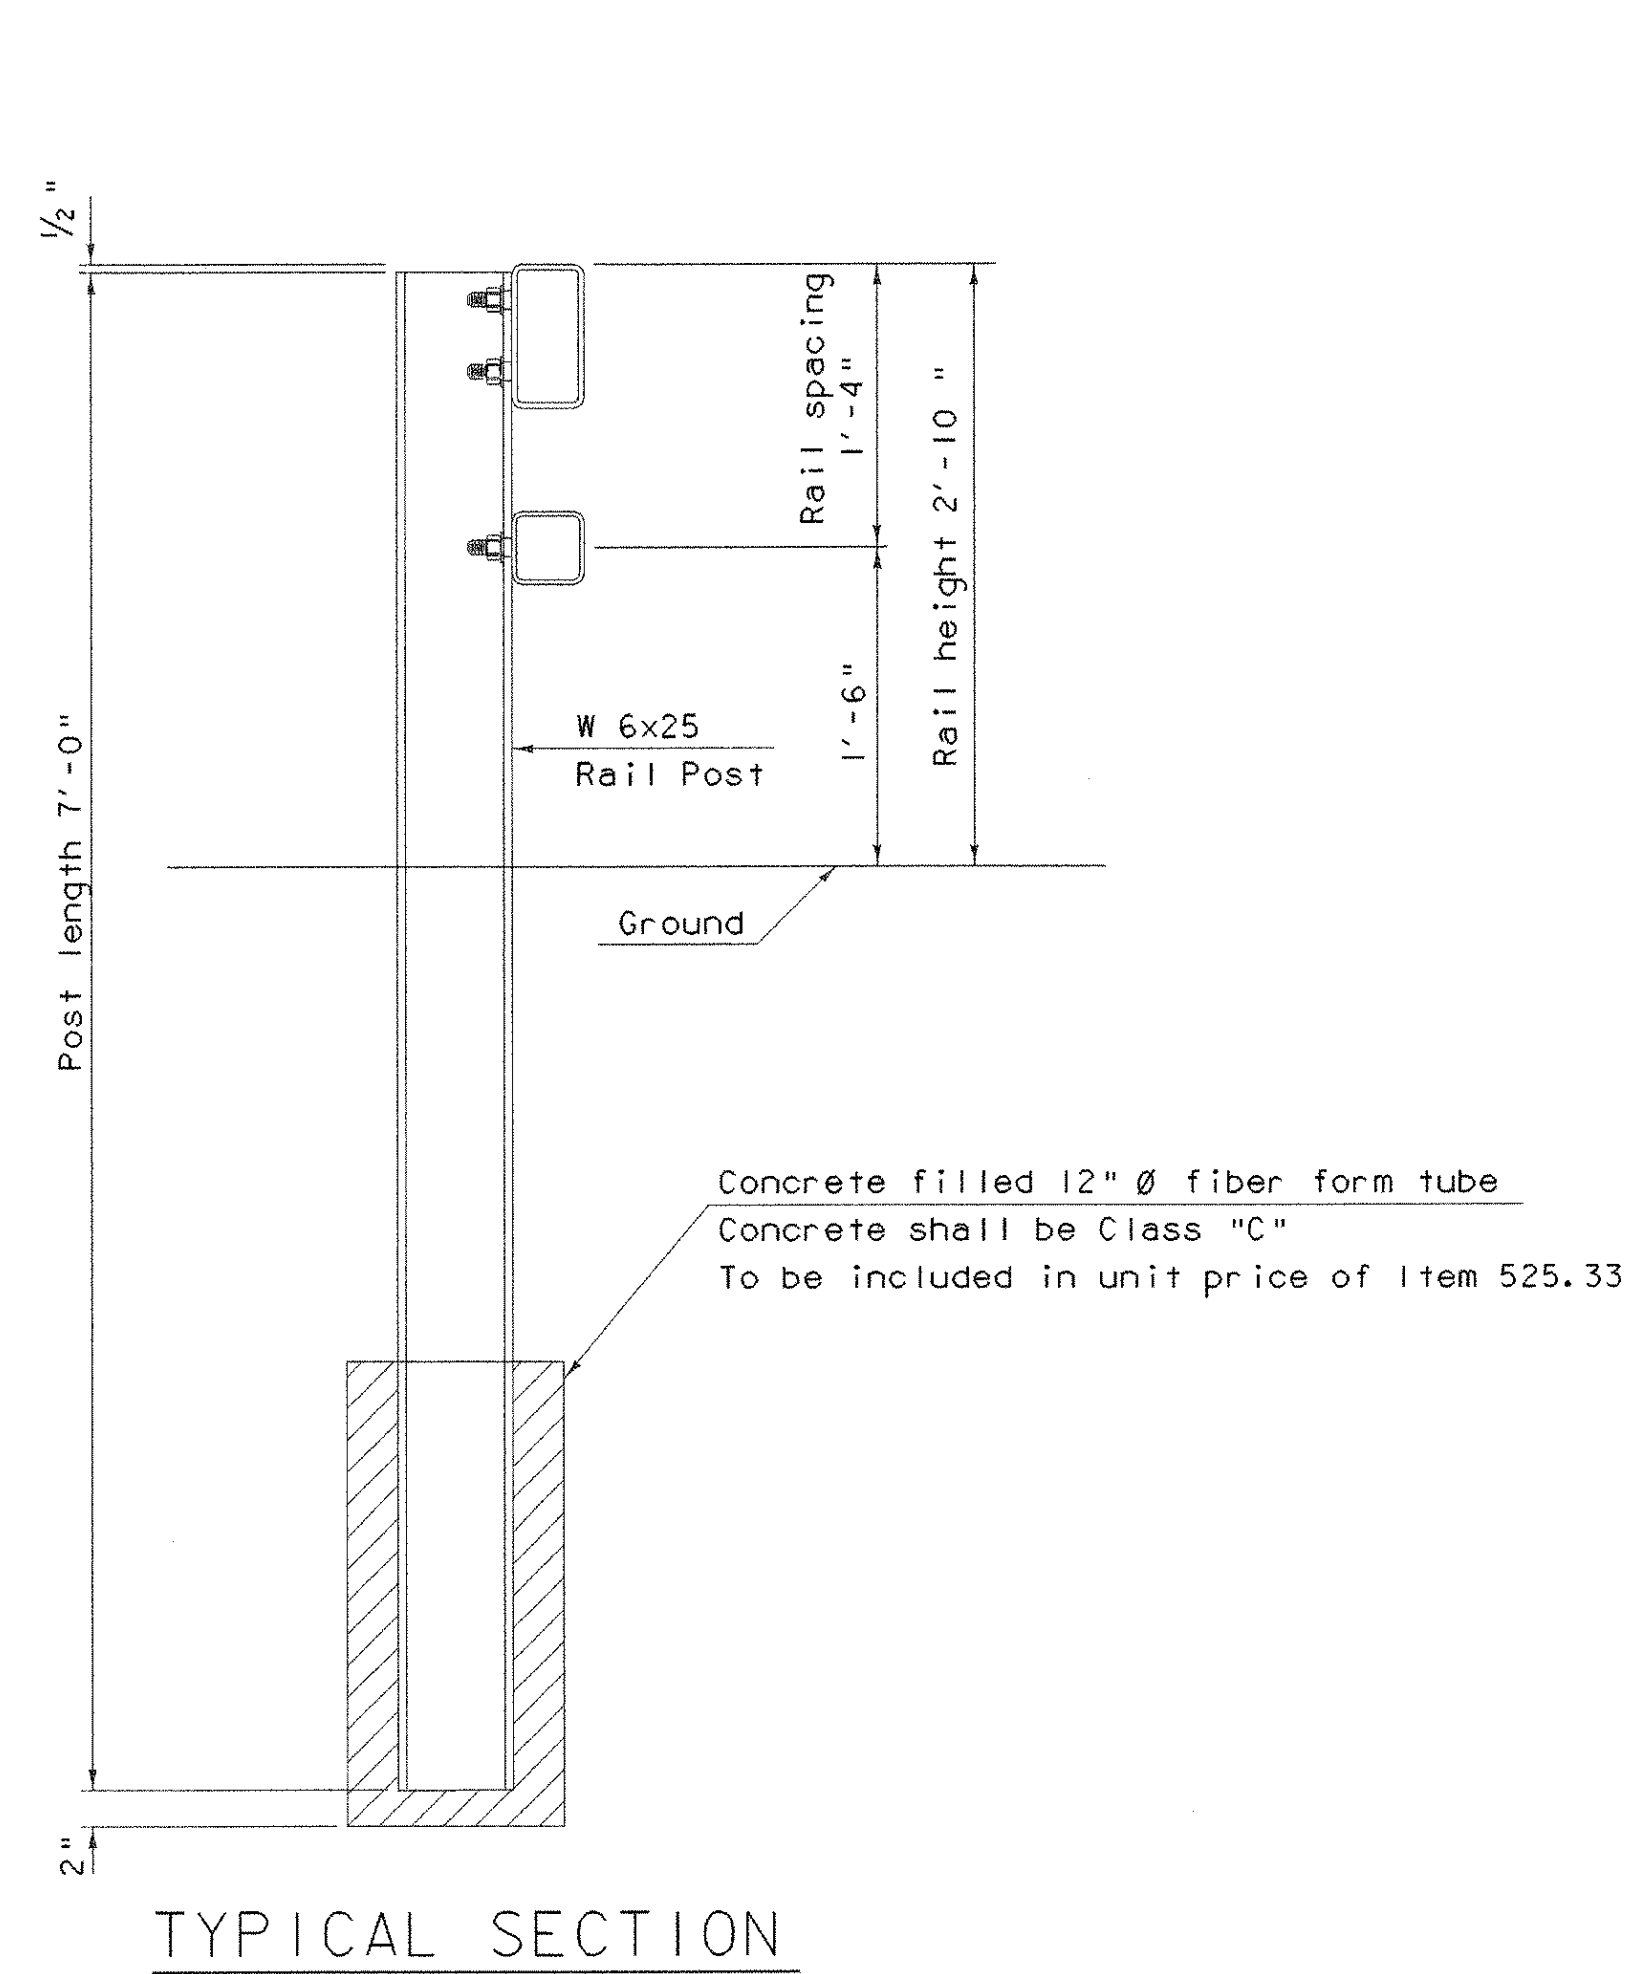 1/2"
Post length 7'-0"
2"
Rail spacing
1'-4"
1'-6"
Rail height 2'-10 "
W 6x25
Rail Post
Ground
Concrete filled 12" Ø fiber form tube
Concrete shall be Class "C"
To be included in unit price of Item 525.33
TYPICAL SECTION